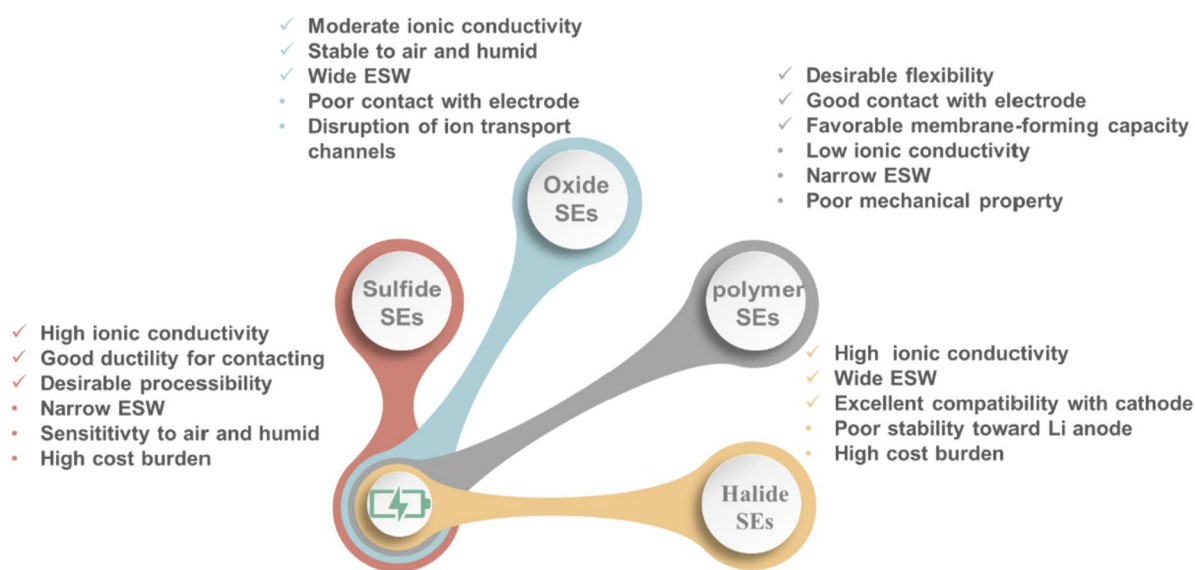 Moderate ionic conductivity
Stable to air and humid
Wide ESW
Poor contact with electrode
Disruption of ion transport
channels
Desirable flexibility
Good contact with electrode
Favorable membrane-forming capacity
Low ionic conductivity
Narrow ESW
Poor mechanical property
Oxide
SEs
Sulfide
SEs
polymer
SEs
High ionic conductivity
Good ductility for contacting
Desirable processibility
Narrow ESW
Sensititivty to air and humid
High cost burden
High ionic conductivity
Wide ESW
Excellent compatibility with cathode
Poor stability toward Li anode
High cost burden
Halide
SEs